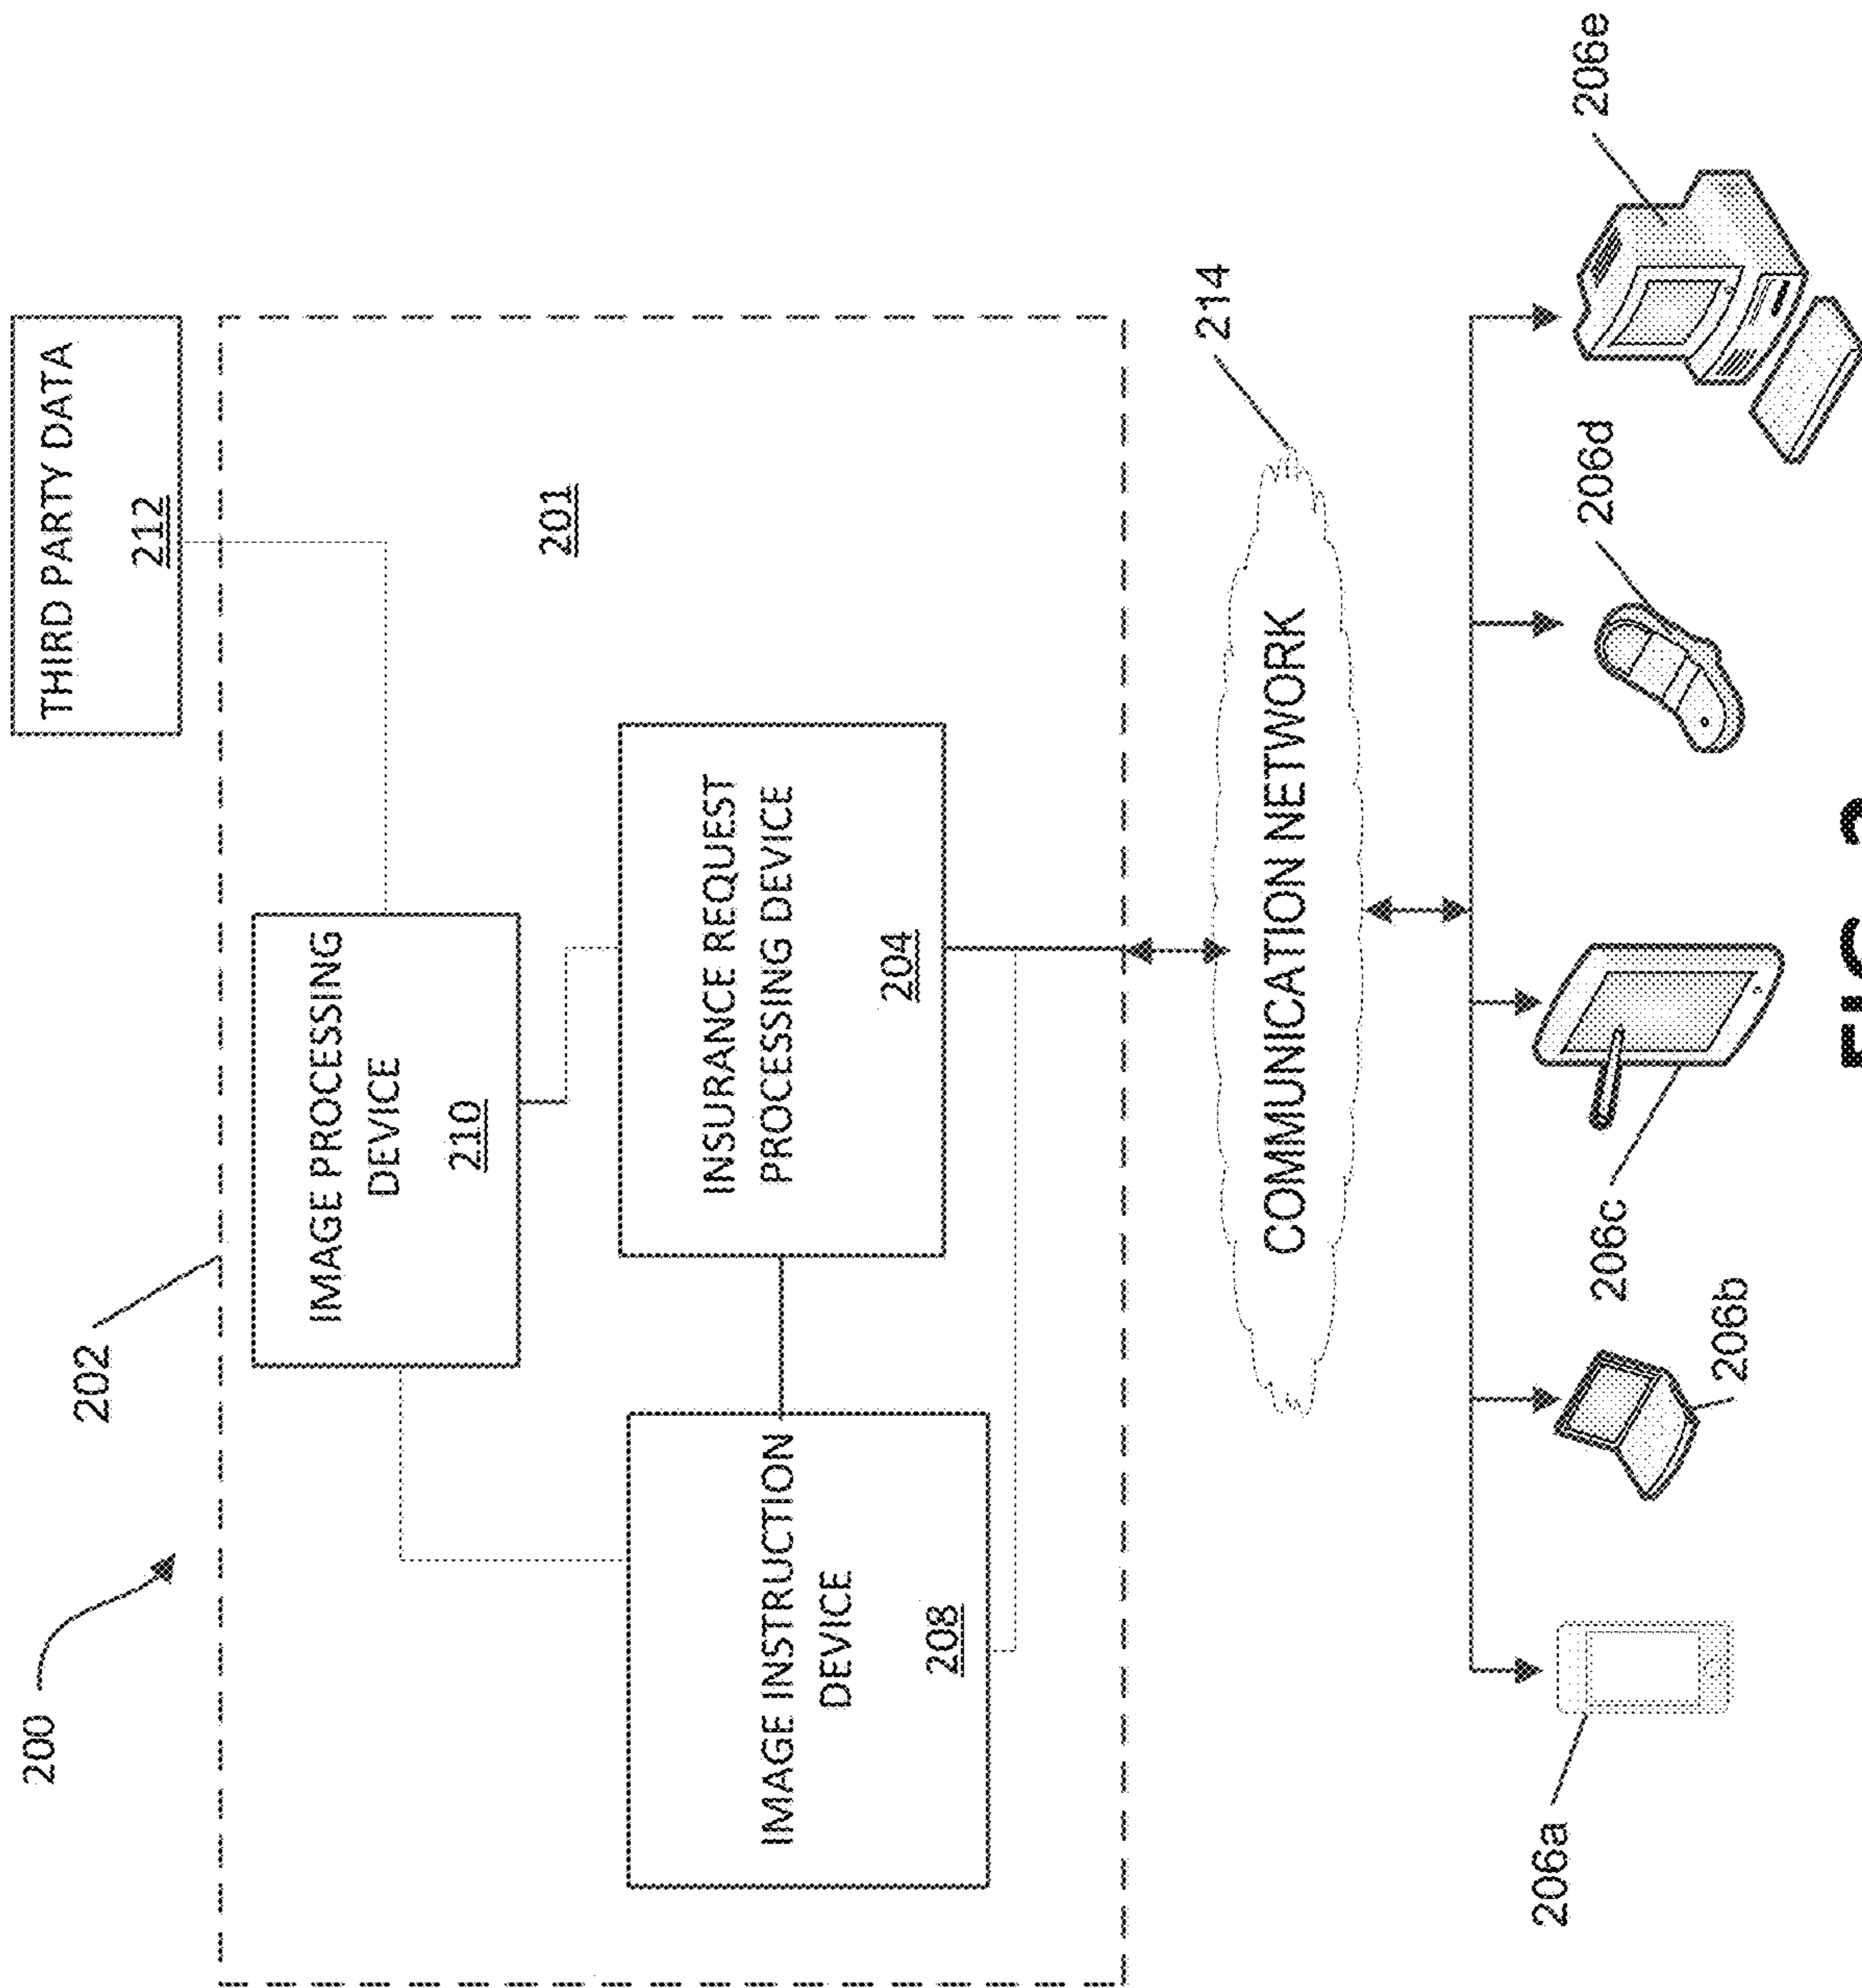 200
202
THIRD PARTY DATA
212
IMAGE PROCESSING
DEVICE
210
201
IMAGE INSTRUCTION
DEVICE
208
INSURANCE REQUEST
PROCESSING DEVICE
204
214
COMMUNICATION NETWORK
206a
206b
206c
206d
206e